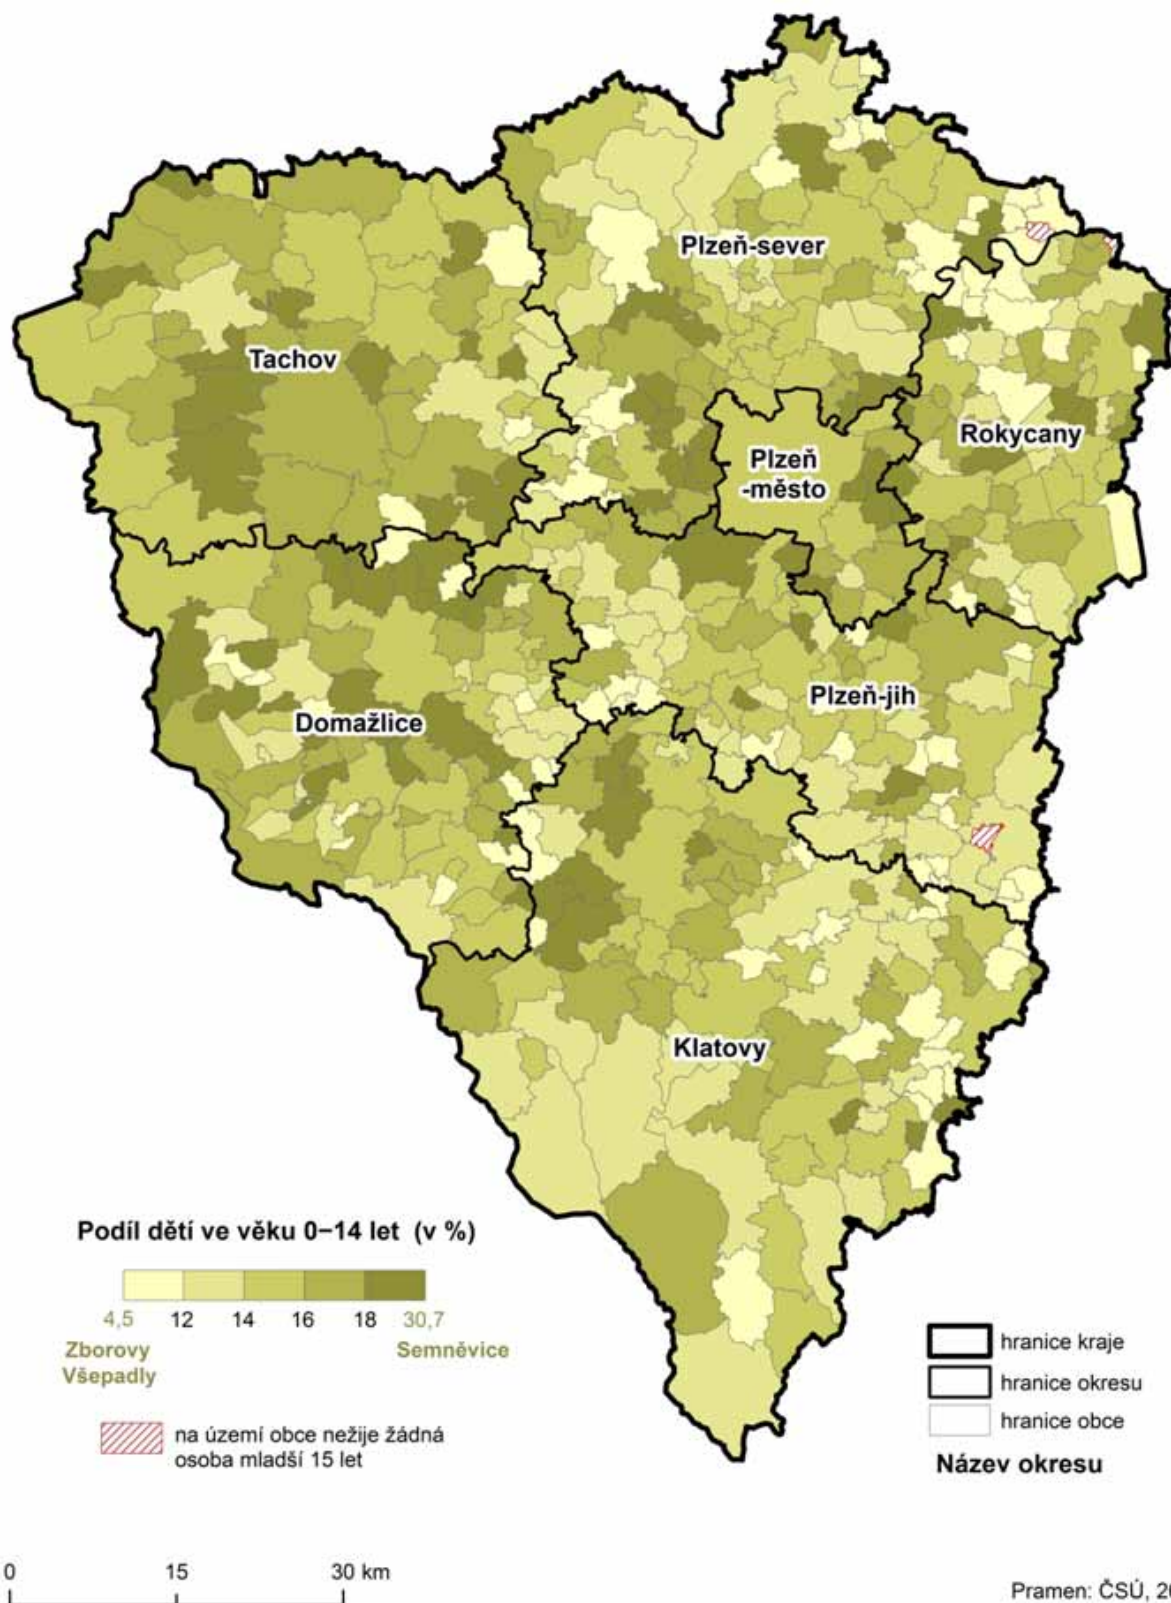 Plzeň-sever
Tachov
Rokycany
Plzeň
-město
Plzeň-jih
Domažlice
Klatovy
Podíl dětí ve věku 0–14 let (v %)
4,5 12 14 16 18 30,7
Zborovy Semněvice
Všepadly
na území obce nežije žádná
osoba mladší 15 let
hranice kraje
hranice okresu
hranice obce
Název okresu
0 15 30 km
Pramen: ČSÚ,